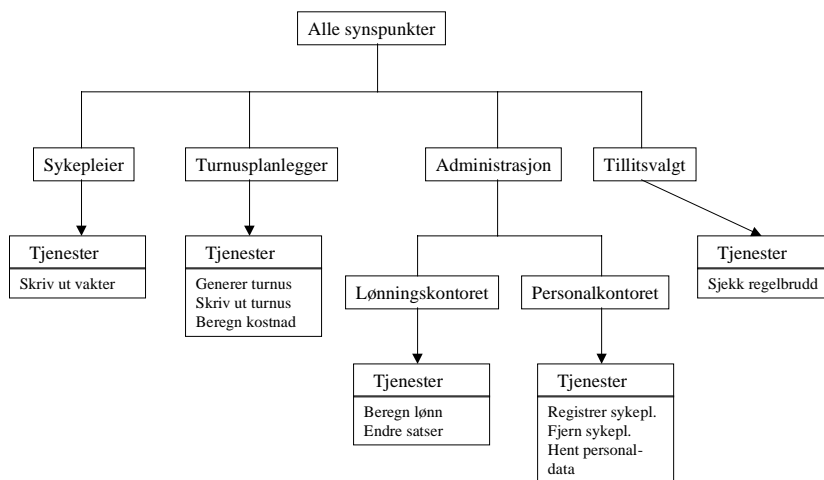 Alle synspunkter
Sykepleier
Turnusplanlegger
Administrasjon
Tillitsvalgt
Tjenester
Skriv ut vakter
Tjenester
Generer turnus
Skriv ut turnus
Beregn kostnad
Lønningskontoret
Personalkontoret
Tjenester
Sjekk regelbrudd
Tjenester
Beregn lønn
Endre satser
Tjenester
Registrer sykepl.
Fjern sykepl.
Hent personal-
data